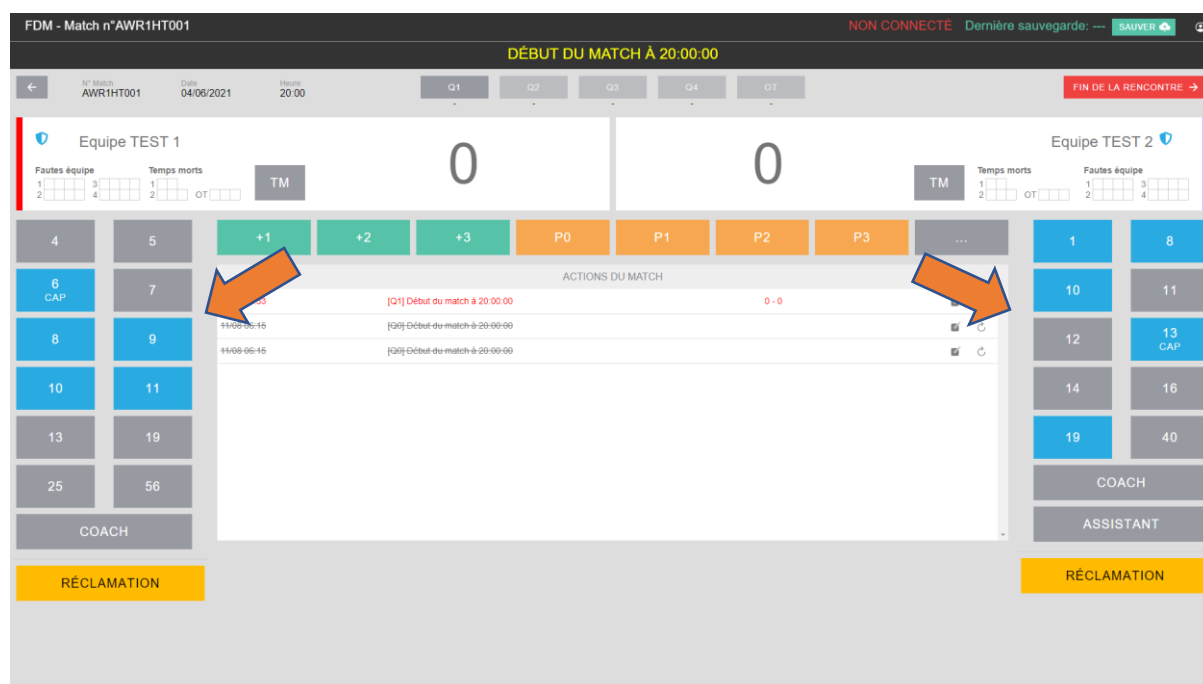 FDM - Match n°AWR1HT001 NON CONNECTÉ Dernière sauvegarde: --- SAUVER
DÉBUT DU MATCH À 20:00:00
N° Match Date Heure
AWR1HT001 04/06/2021 20:00
Q1 Q2 Q3 Q4 OT
- - - - -
FIN DE LA RENCONTRE →
Equipe TEST 1
Fautes équipe Temps morts
1 3 1
2 4 2 OT
TM
0
0
Equipe TEST 2
TM
Temps morts Fautes équipe
1 1 3
2 OT 2 4
4 5
6 CAP 7
8 9
10 11
13 19
25 56
COACH
RÉCLAMATION
+1 +2 +3 P0 P1 P2 P3 ...
ACTIONS DU MATCH
[Q1] Début du match à 20:00:00 0 - 0
11/08 06:15 [Q0] Début du match à 20:00:00
11/08 06:15 [Q0] Début du match à 20:00:00
1 8
10 11
12 13 CAP
14 16
19 40
COACH
ASSISTANT
RÉCLAMATION